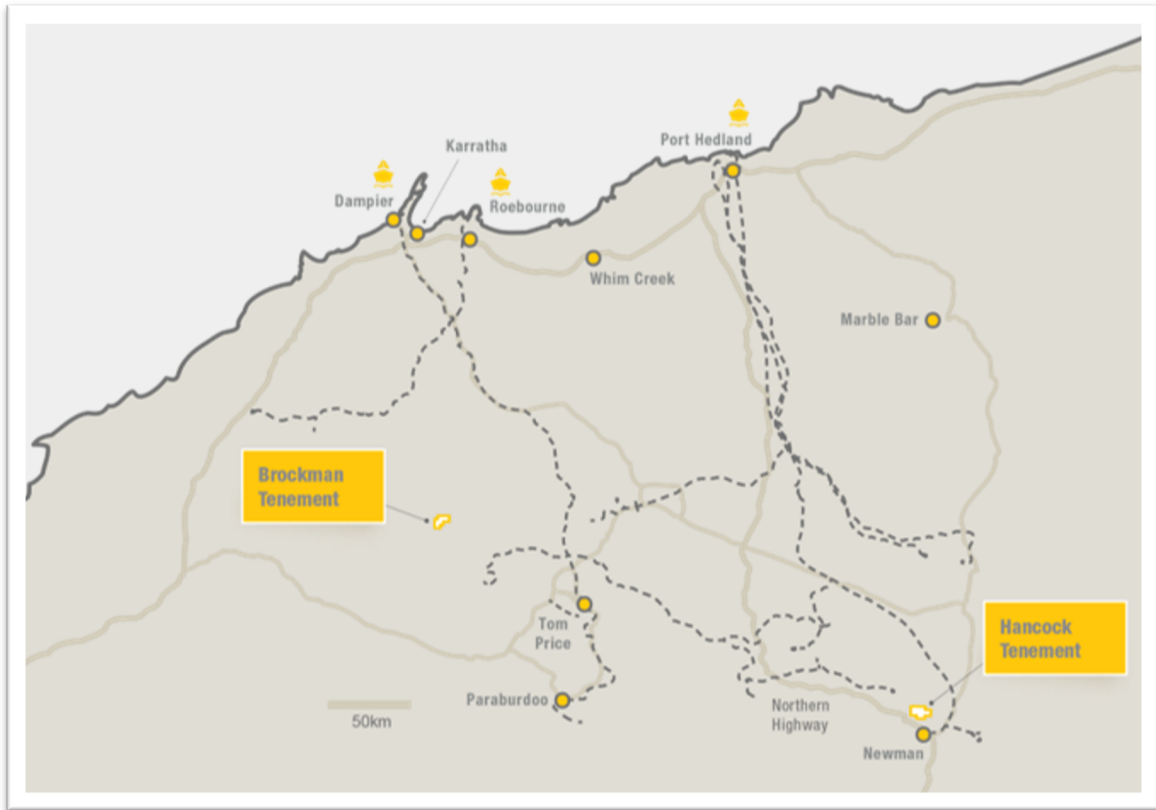 Port Hedland
Karratha
Dampier
Roebourne
Whim Creek
Marble Bar
Brockman
Tenement
Tom
Price
Hancock
Tenement
Paraburdoo
50km
Northern
Highway
Newman